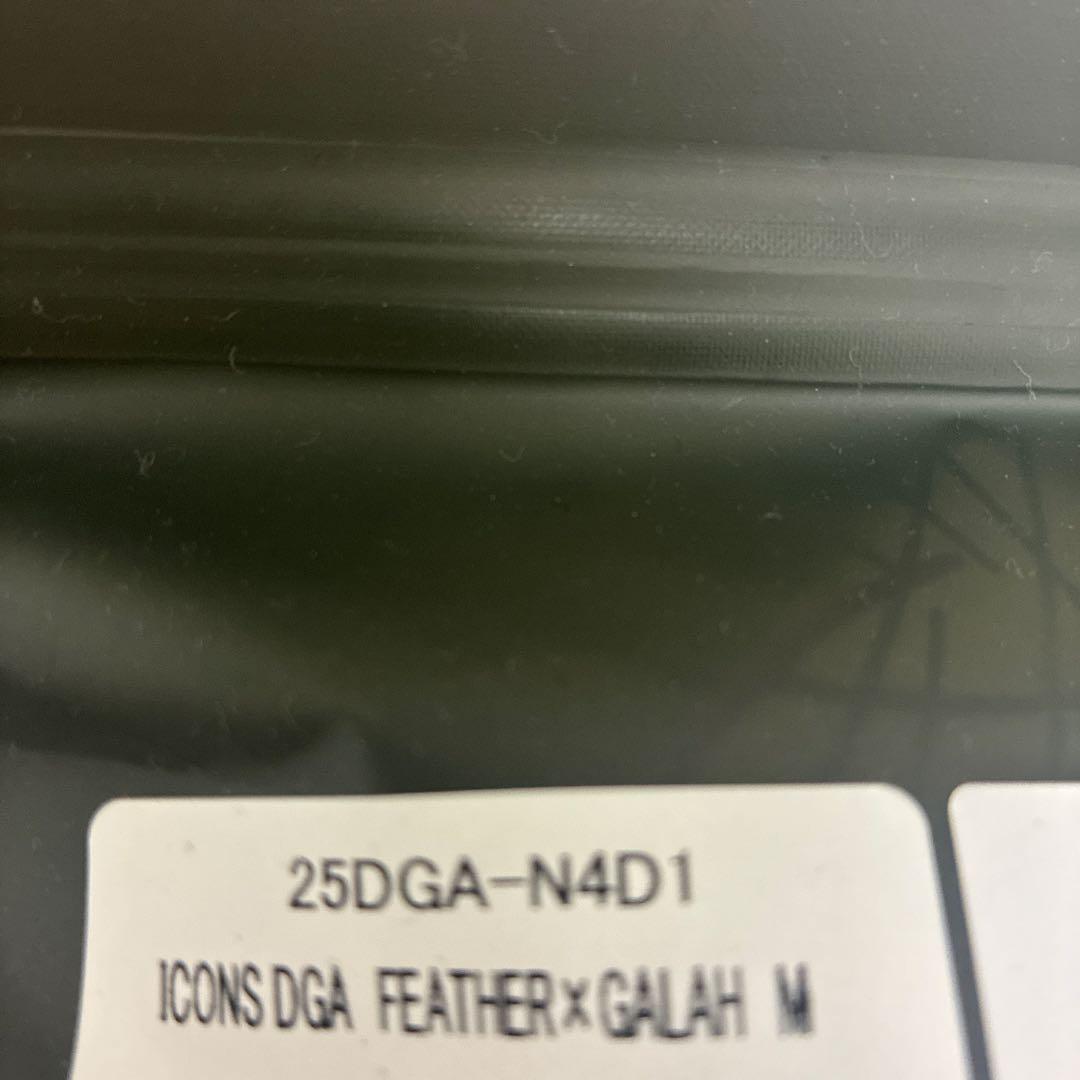 25DGA-N4D1
ICONS DGA FEATHER×GALAH M